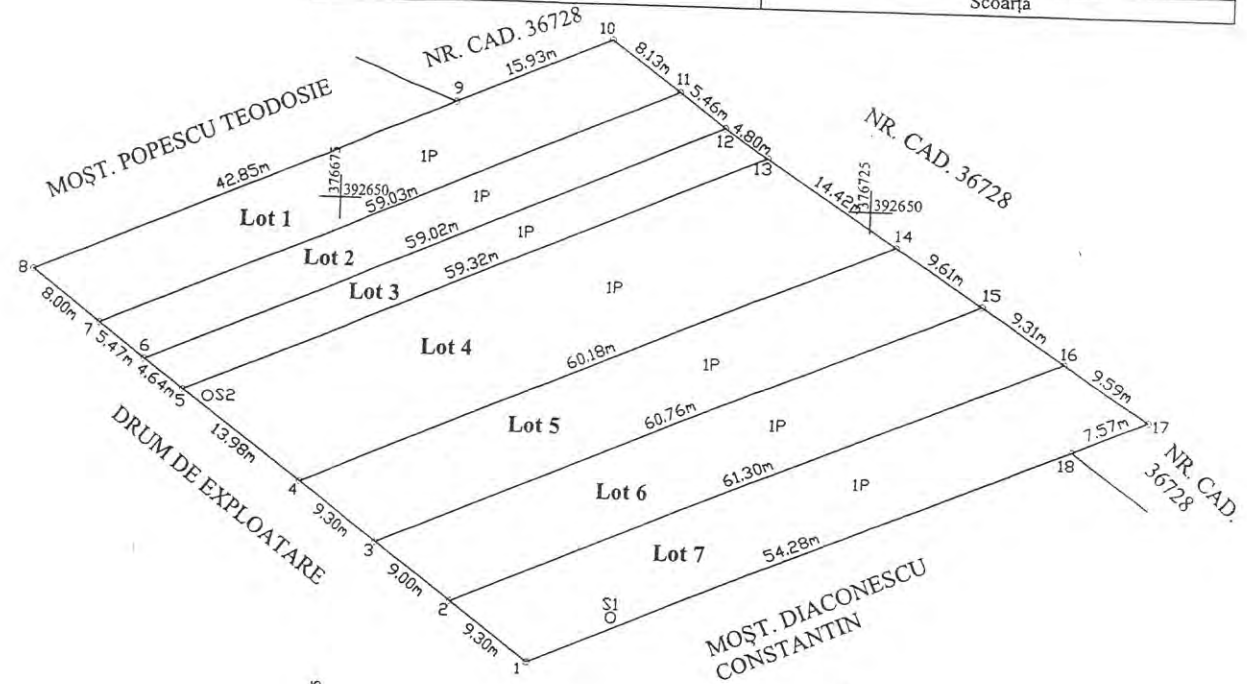 Scoarța
10
NR. CAD. 36728
15.93m
9
8.13m
11
5.46m
12
4.80m
13
MOȘT. POPESCU TEODOSIE
42.85m
376675
392650
1P
Lot 1
59.03m
1P
Lot 2
59.02m
1P
Lot 3
59.32m
8
8.00m
7
5.47m
6
4.64m
5
OS2
NR. CAD. 36728
14.42m
376725
392650
14
1P
Lot 4
60.18m
9.61m
15
1P
Lot 5
60.76m
9.31m
16
1P
Lot 6
61.30m
9.59m
17
7.57m
18
NR. CAD.
36728
DRUM DE EXPLOATARE
13.98m
4
9.30m
3
9.00m
2
9.30m
1
1P
Lot 7
54.28m
S1
MOȘT. DIACONESCU
CONSTANTIN